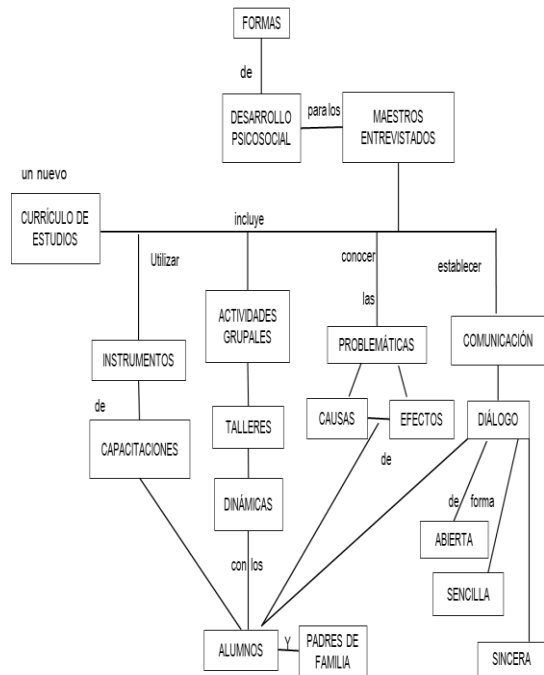 FORMAS
de
DESARROLLO
PSICOSOCIAL
para los
MAESTROS
ENTREVISTADOS
un nuevo
CURRÍCULO DE
ESTUDIOS
incluye
Utilizar
conocer
las
establecer
ACTIVIDADES
GRUPALES
INSTRUMENTOS
PROBLEMÁTICAS
COMUNICACIÓN
de
CAPACITACIONES
TALLERES
CAUSAS
EFECTOS
de
DIÁLOGO
DINÁMICAS
de forma
ABIERTA
con los
SENCILLA
ALUMNOS
Y
PADRES DE
FAMILIA
SINCERA